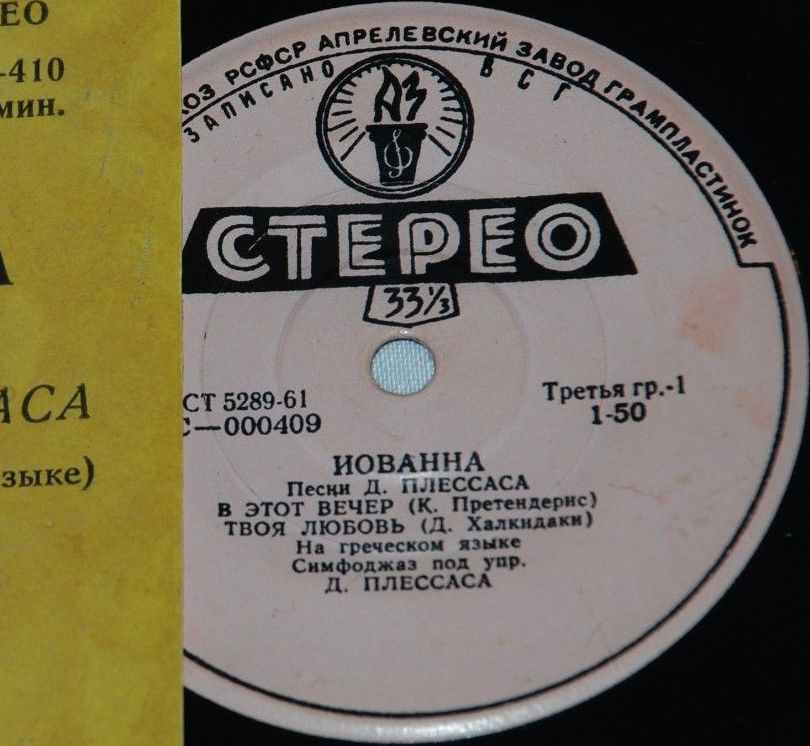 ЕО
-410
мин.
АСА
зыке)
ОЗ РСФСР АПРЕЛЕВСКИЙ ЗАВОД ГРАМПЛАСТИНОК
ЗАПИСАНО ВСГ
АЗ
СТЕРЕО
33⅓
СТ 5289-61
С—000409
Третья гр.-1
1-50
ИОВАННА
Песни Д. ПЛЕССАСА
В ЭТОТ ВЕЧЕР (К. Претендерис)
ТВОЯ ЛЮБОВЬ (Д. Халкидаки)
На греческом языке
Симфоджаз под упр.
Д. ПЛЕССАСА